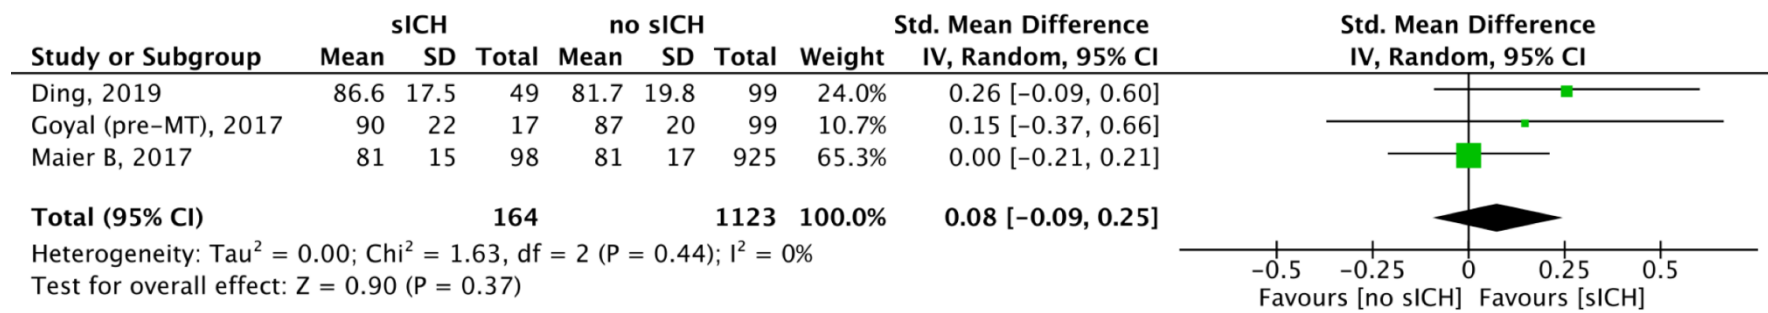 sICH no sICH Std. Mean Difference Std. Mean Difference
Study or Subgroup Mean SD Total Mean SD Total Weight IV, Random, 95% CI IV, Random, 95% CI
Ding, 2019 86.6 17.5 49 81.7 19.8 99 24.0% 0.26 [-0.09, 0.60]
Goyal (pre-MT), 2017 90 22 17 87 20 99 10.7% 0.15 [-0.37, 0.66]
Maier B, 2017 81 15 98 81 17 925 65.3% 0.00 [-0.21, 0.21]
Total (95% CI) 164 1123 100.0% 0.08 [-0.09, 0.25]
Heterogeneity: Tau² = 0.00; Chi² = 1.63, df = 2 (P = 0.44); I² = 0%
Test for overall effect: Z = 0.90 (P = 0.37)
-0.5 -0.25 0 0.25 0.5
Favours [no sICH] Favours [sICH]